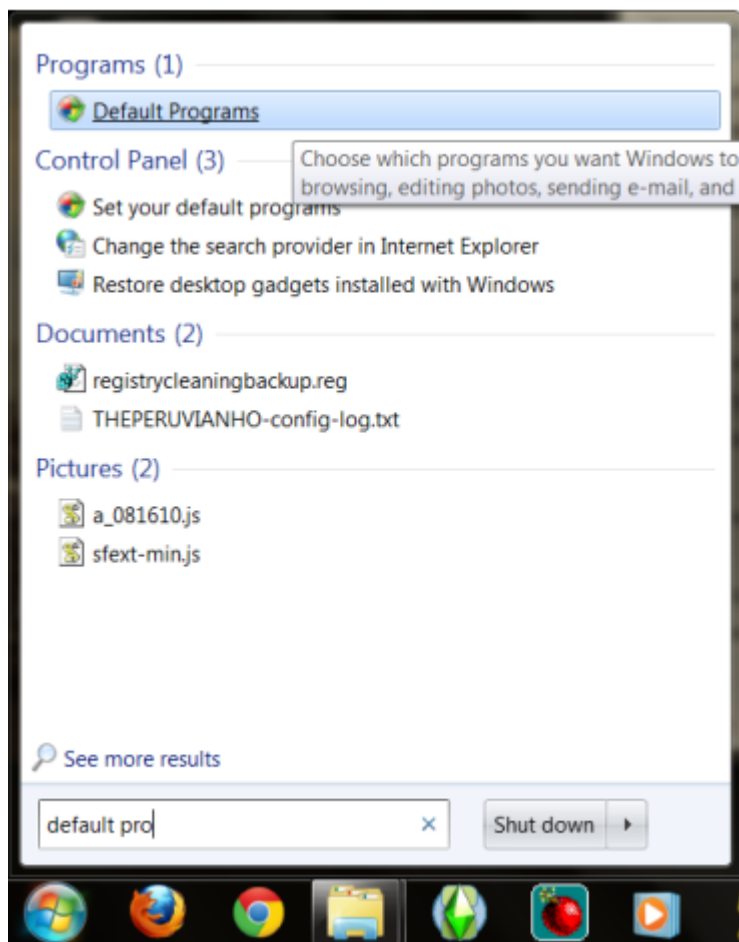 Programs (1)
Default Programs
Control Panel (3)
Choose which programs you want Windows to
browsing, editing photos, sending e-mail, and
Set your default programs
Change the search provider in Internet Explorer
Restore desktop gadgets installed with Windows
Documents (2)
registrycleaningbackup.reg
THEPERUVIANHO-config-log.txt
Pictures (2)
a_081610.js
sfext-min.js
See more results
default pro
Shut down